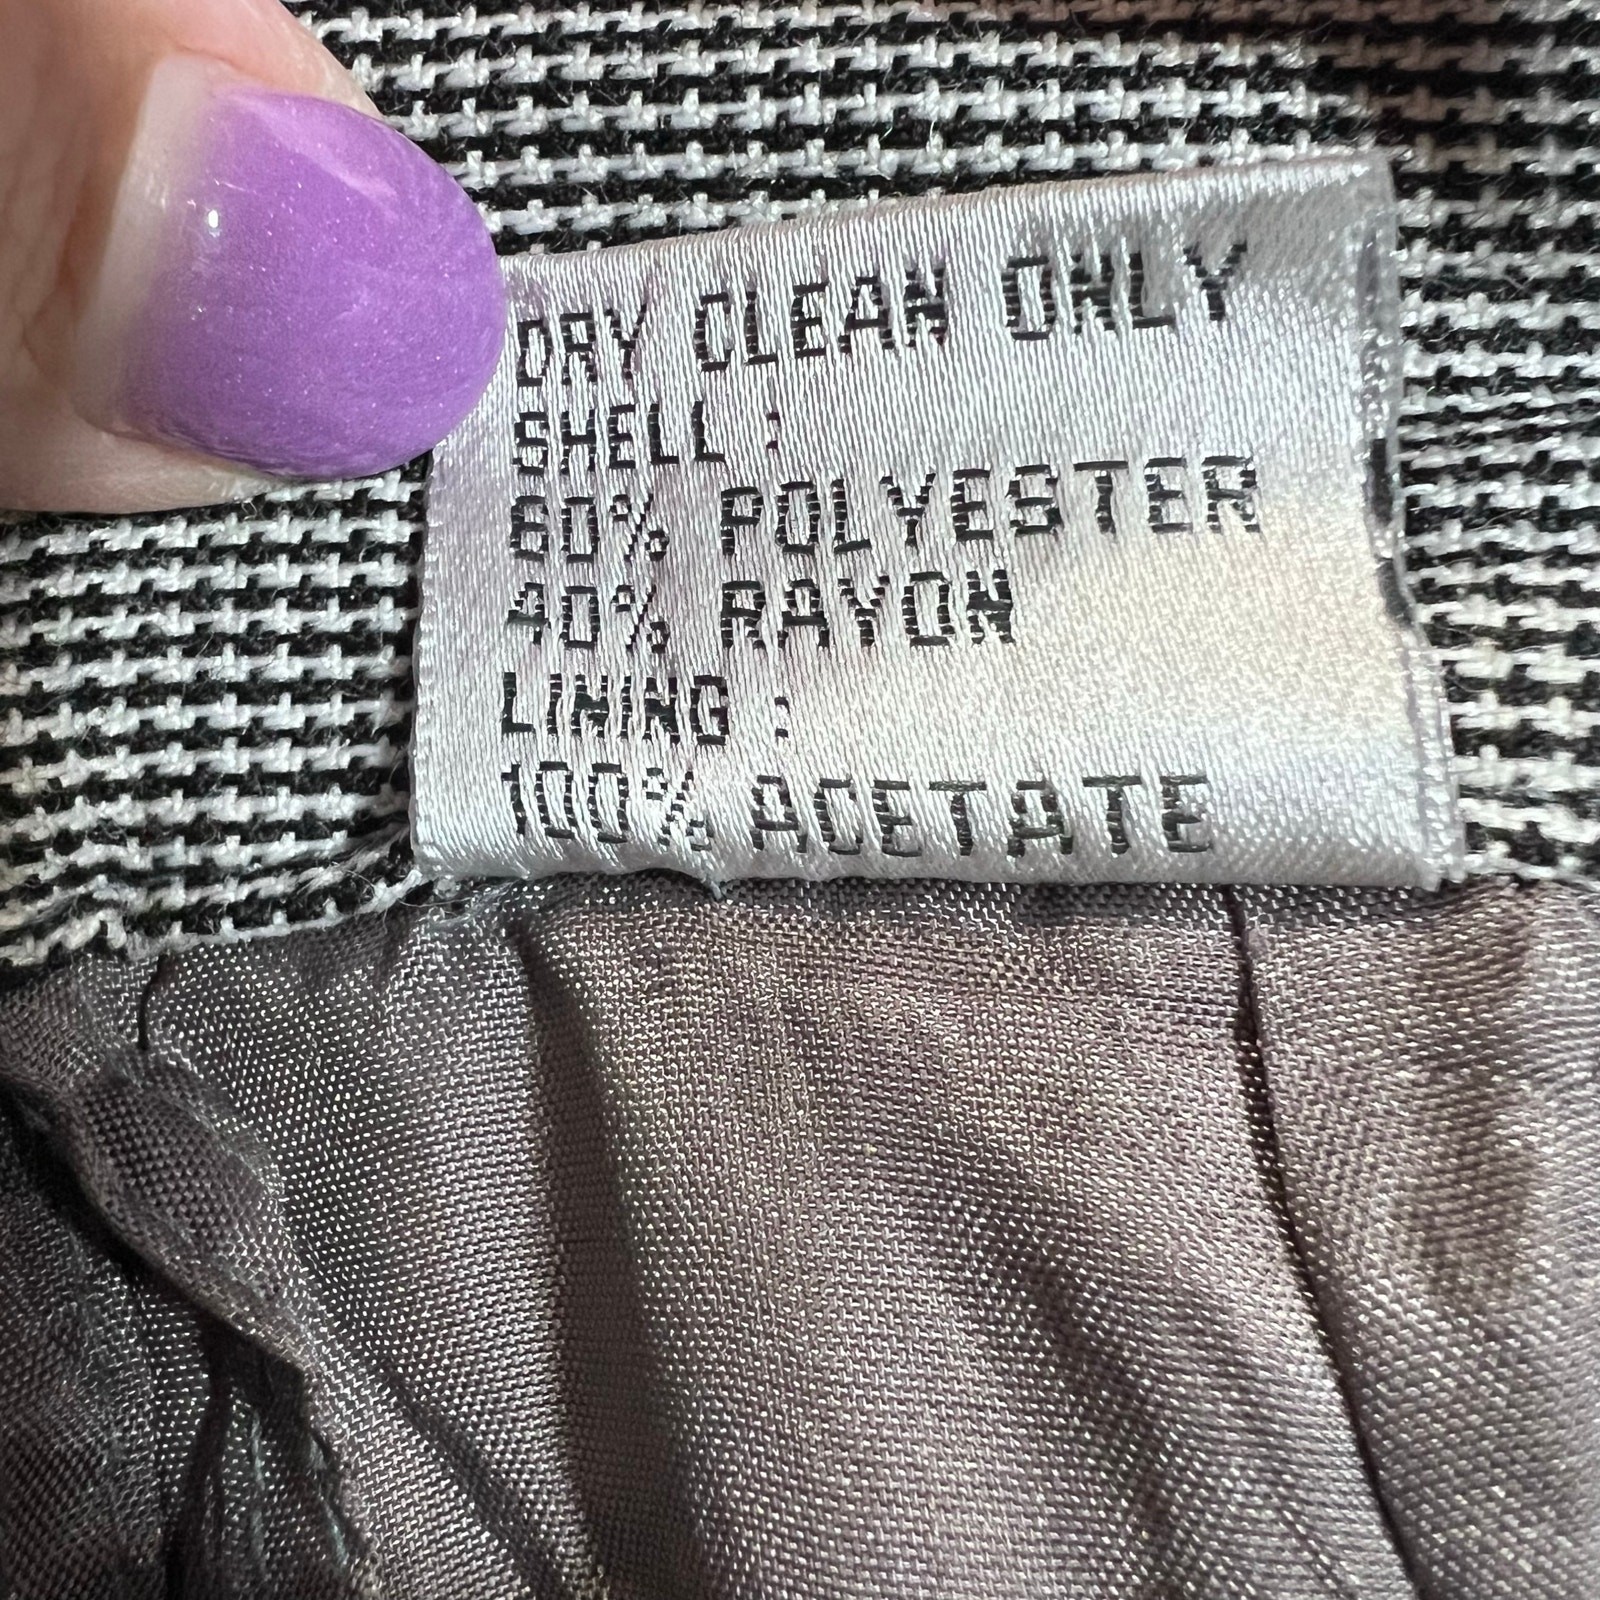 DRY CLEAN ONLY
SHELL :
60% POLYESTER
40% RAYON
LINING :
100% ACETATE